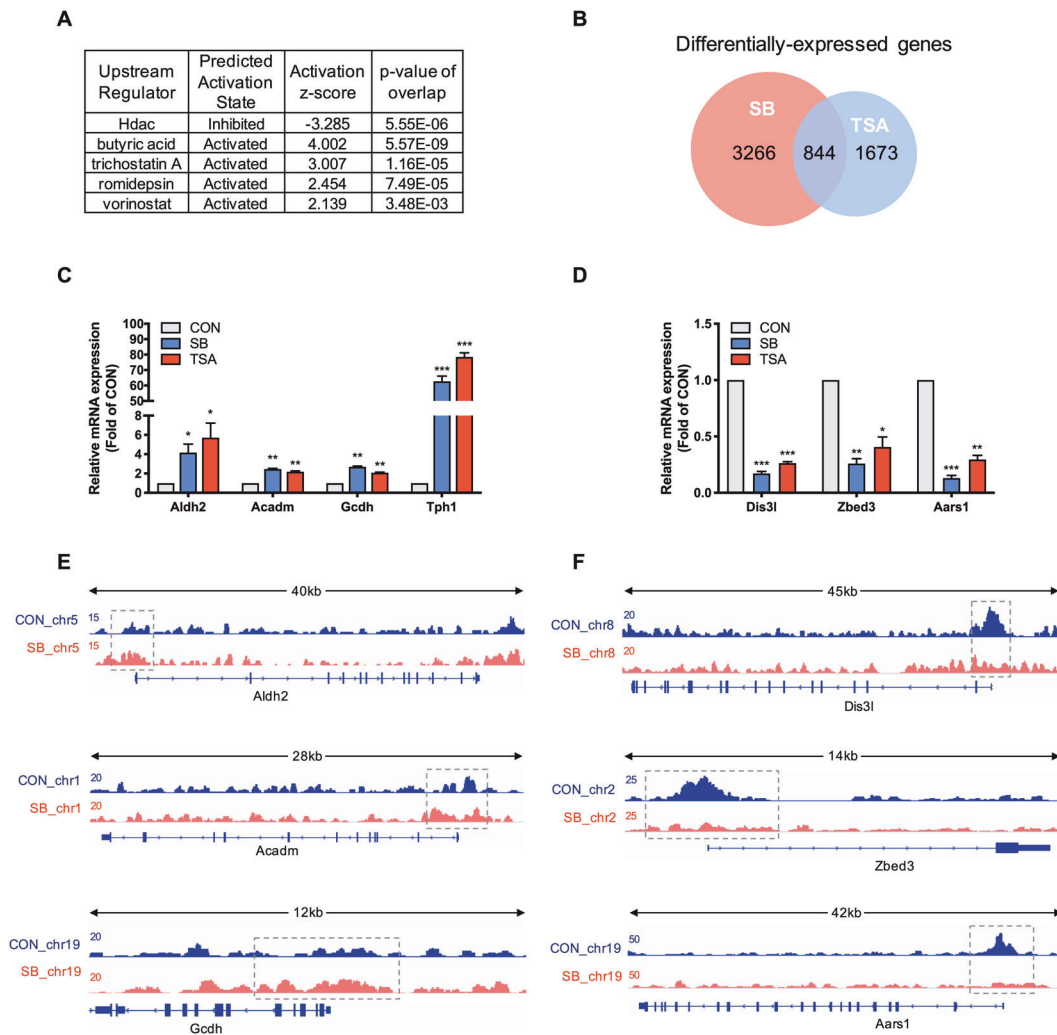 A
Upstream Regulator | Predicted Activation State | Activation z-score | p-value of overlap
Hdac | Inhibited | -3.285 | 5.55E-06
butyric acid | Activated | 4.002 | 5.57E-09
trichostatin A | Activated | 3.007 | 1.16E-05
romidepsin | Activated | 2.454 | 7.49E-05
vorinostat | Activated | 2.139 | 3.48E-03
B
Differentially-expressed genes
SB
TSA
3266 844 1673
C
Relative mRNA expression
(Fold of CON)
100
90
80
70
60
50
8
6
4
2
0
CON
SB
TSA
* * ** ** ** ** *** ***
Aldh2 Acadm Gcdh Tph1
D
Relative mRNA expression
(Fold of CON)
1.5
1.0
0.5
0.0
CON
SB
TSA
*** *** ** * *** **
Dis3l Zbed3 Aars1
E
40kb
CON_chr5 15
SB_chr5 15
Aldh2
28kb
CON_chr1 20
SB_chr1 20
Acadm
12kb
CON_chr19 20
SB_chr19 20
Gcdh
F
45kb
CON_chr8 20
SB_chr8 20
Dis3l
14kb
CON_chr2 25
SB_chr2 25
Zbed3
42kb
CON_chr19 50
SB_chr19 50
Aars1